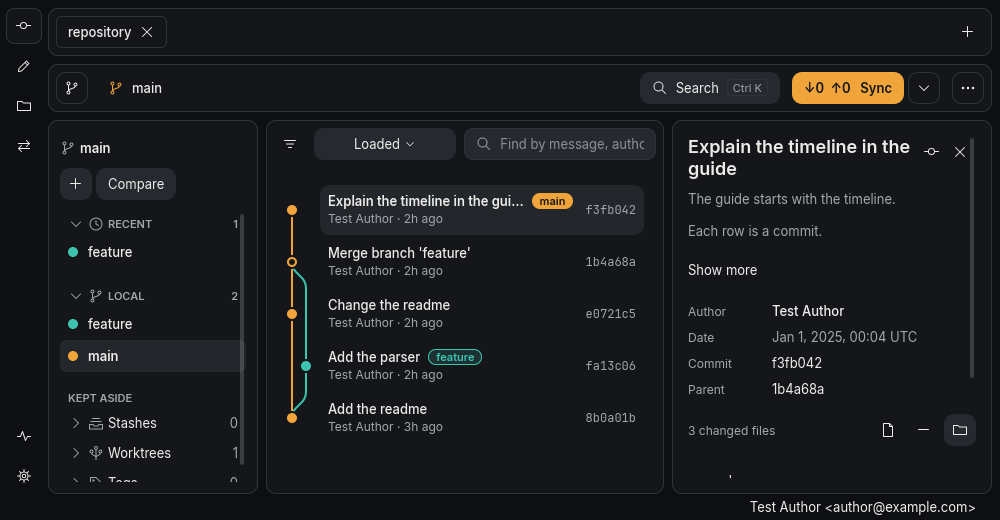 repository
main
Search Ctrl K
↓0 ↑0 Sync
main
Compare
RECENT 1
feature
LOCAL 2
feature
main
KEPT ASIDE
Stashes 0
Worktrees 1
Tags 0
Loaded
Find by message, autho
Explain the timeline in the gui... main f3fb042
Test Author · 2h ago
Merge branch 'feature' 1b4a68a
Test Author · 2h ago
Change the readme e0721c5
Test Author · 2h ago
Add the parser feature fa13c06
Test Author · 2h ago
Add the readme 8b0a01b
Test Author · 3h ago
Explain the timeline in the
guide
The guide starts with the timeline.
Each row is a commit.
Show more
Author Test Author
Date Jan 1, 2025, 00:04 UTC
Commit f3fb042
Parent 1b4a68a
3 changed files
Test Author <author@example.com>